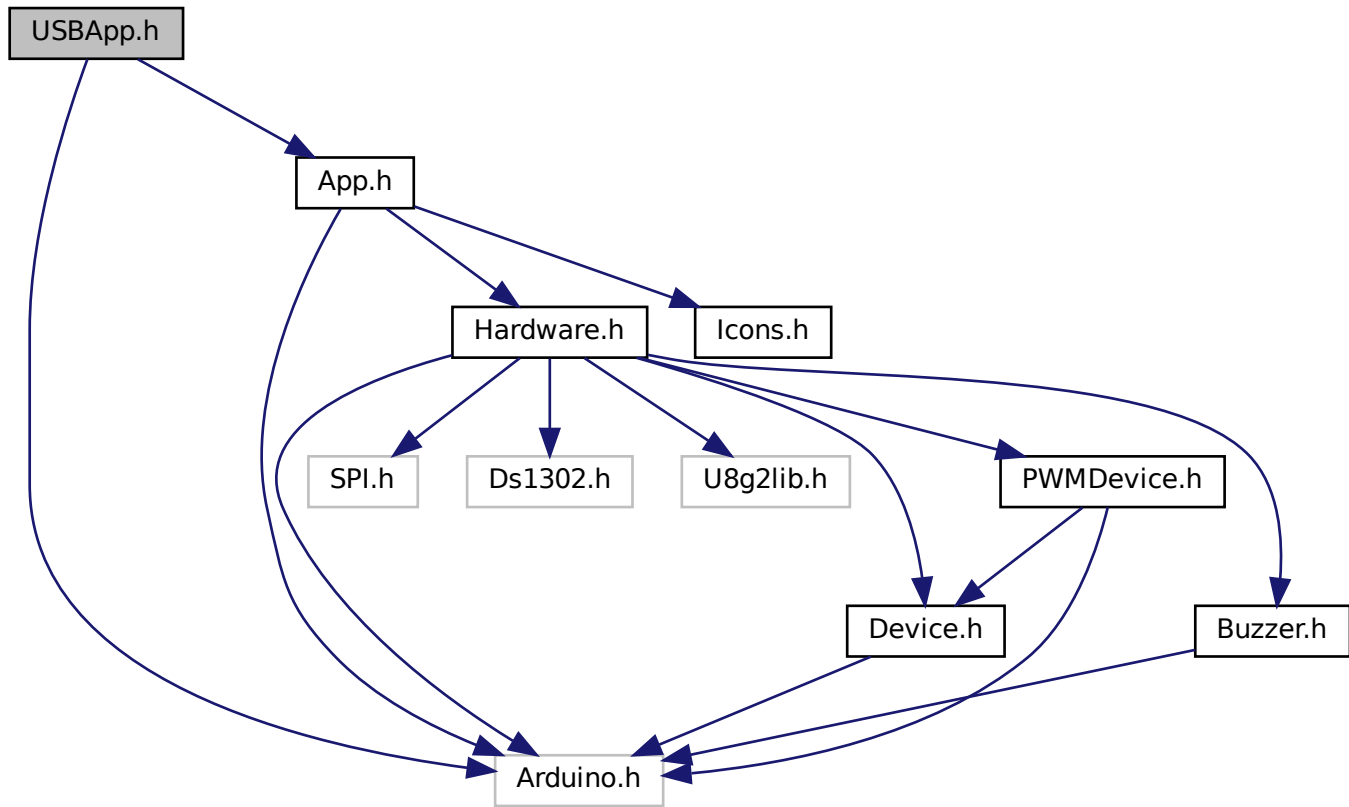 USBApp.h
App.h
Hardware.h
Icons.h
SPI.h
Ds1302.h
U8g2lib.h
PWMDevice.h
Device.h
Buzzer.h
Arduino.h